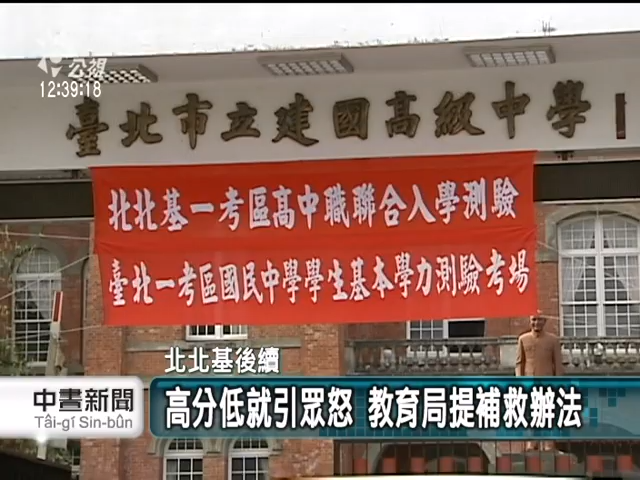 公視
12:39:18
臺北市立建國高級中學
北北基一考區高中職聯合入學測驗
臺北一考區國民中學學生基本學力測驗考場
北北基後續
中晝新聞
Tâi-gí Sin-bûn
高分低就引眾怒 教育局提補救辦法